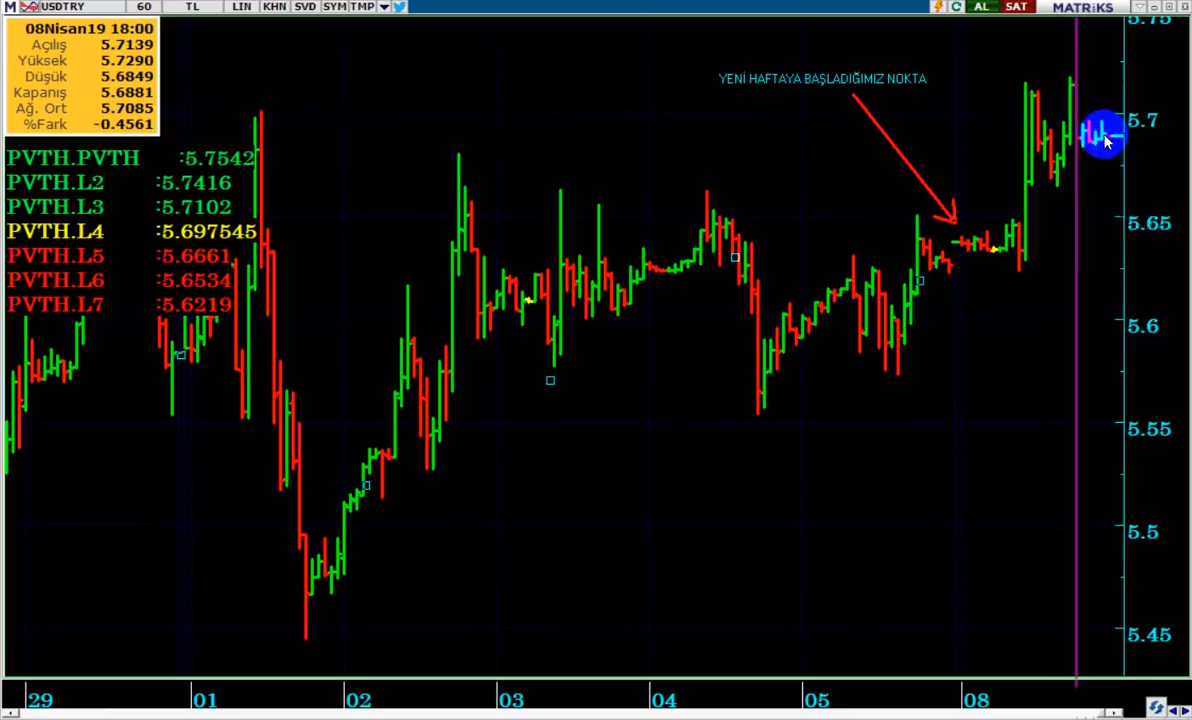 USDTRY 60 TL LIN KHN SVD SYM TMP AL SAT MATRiKS
08Nisan19 18:00
Açılış 5.7139
Yüksek 5.7290
Düşük 5.6849
Kapanış 5.6881
Ağ. Ort 5.7085
%Fark -0.4561
PVTH.PVTH :5.7542
PVTH.L2 :5.7416
PVTH.L3 :5.7102
PVTH.L4 :5.697545
PVTH.L5 :5.6661
PVTH.L6 :5.6534
PVTH.L7 :5.6219
YENİ HAFTAYA BAŞLADIĞIMIZ NOKTA
5.75
5.7
5.65
5.6
5.55
5.5
5.45
29 01 02 03 04 05 08